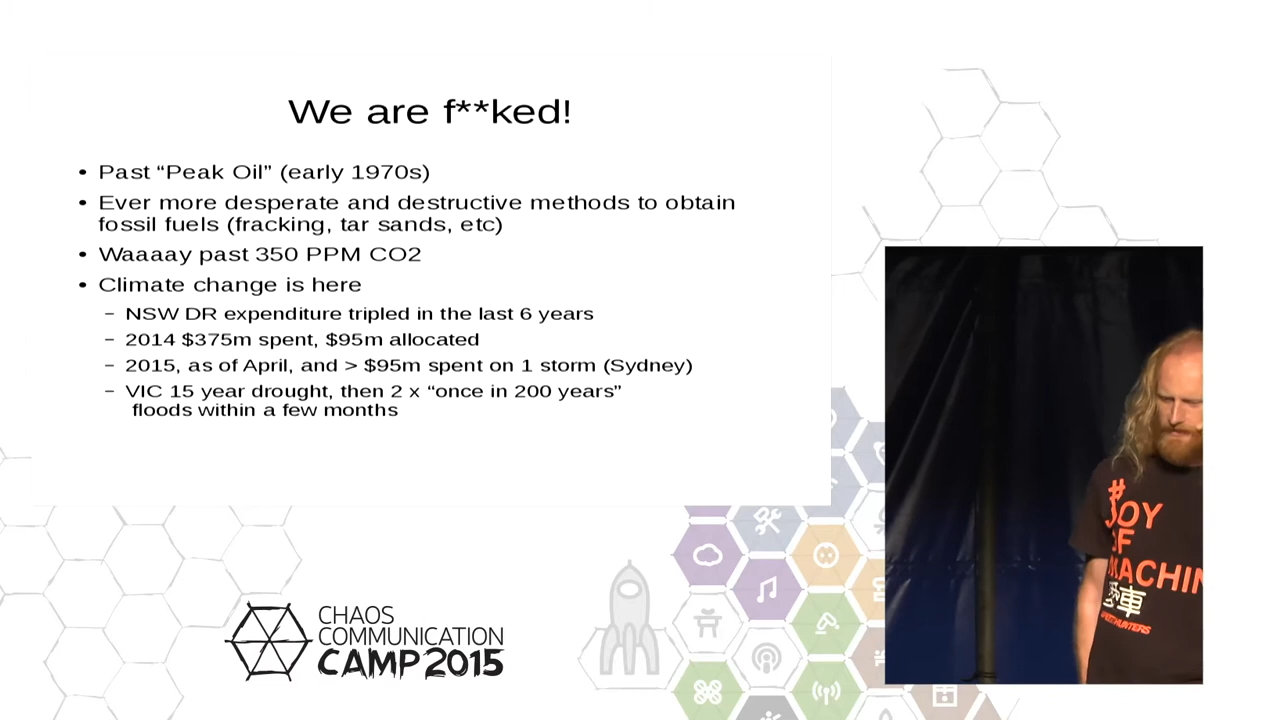 We are f**ked!
• Past “Peak Oil” (early 1970s)
• Ever more desperate and destructive methods to obtain
fossil fuels (fracking, tar sands, etc)
• Waaaay past 350 PPM CO2
• Climate change is here
– NSW DR expenditure tripled in the last 6 years
– 2014 $375m spent, $95m allocated
– 2015, as of April, and > $95m spent on 1 storm (Sydney)
– VIC 15 year drought, then 2 x “once in 200 years”
floods within a few months
#
JOY
OF
MACHIN
愛車
SPEEDHUNTERS
CHAOS
COMMUNICATION
CAMP 2015